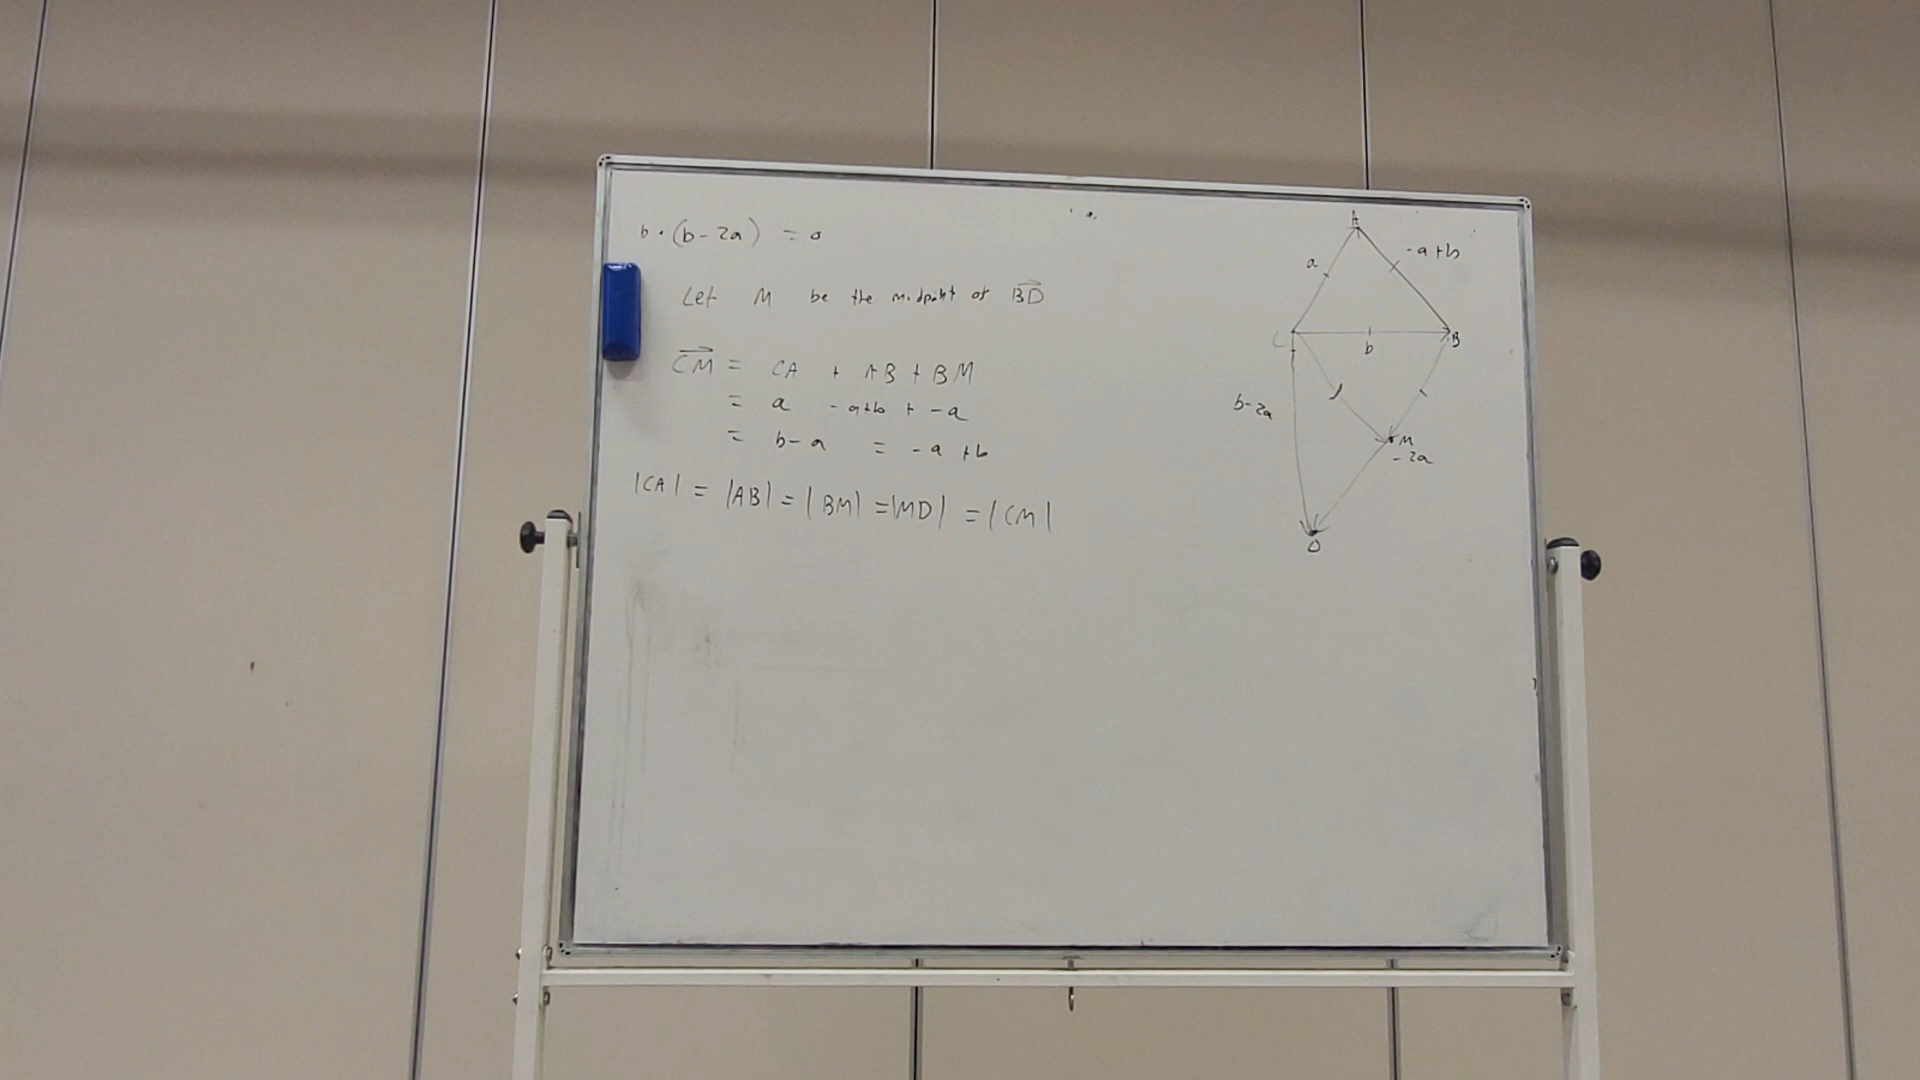 b · (b - 2a) = 0
Let M be the midpoint of BD
CM = CA + AB + BM
= a - a+b + -a
= b - a = - a + b
|CA| = |AB| = |BM| = |MD| = |CM|
A
a
-a+b
C
b
B
b-2a
M
-2a
D